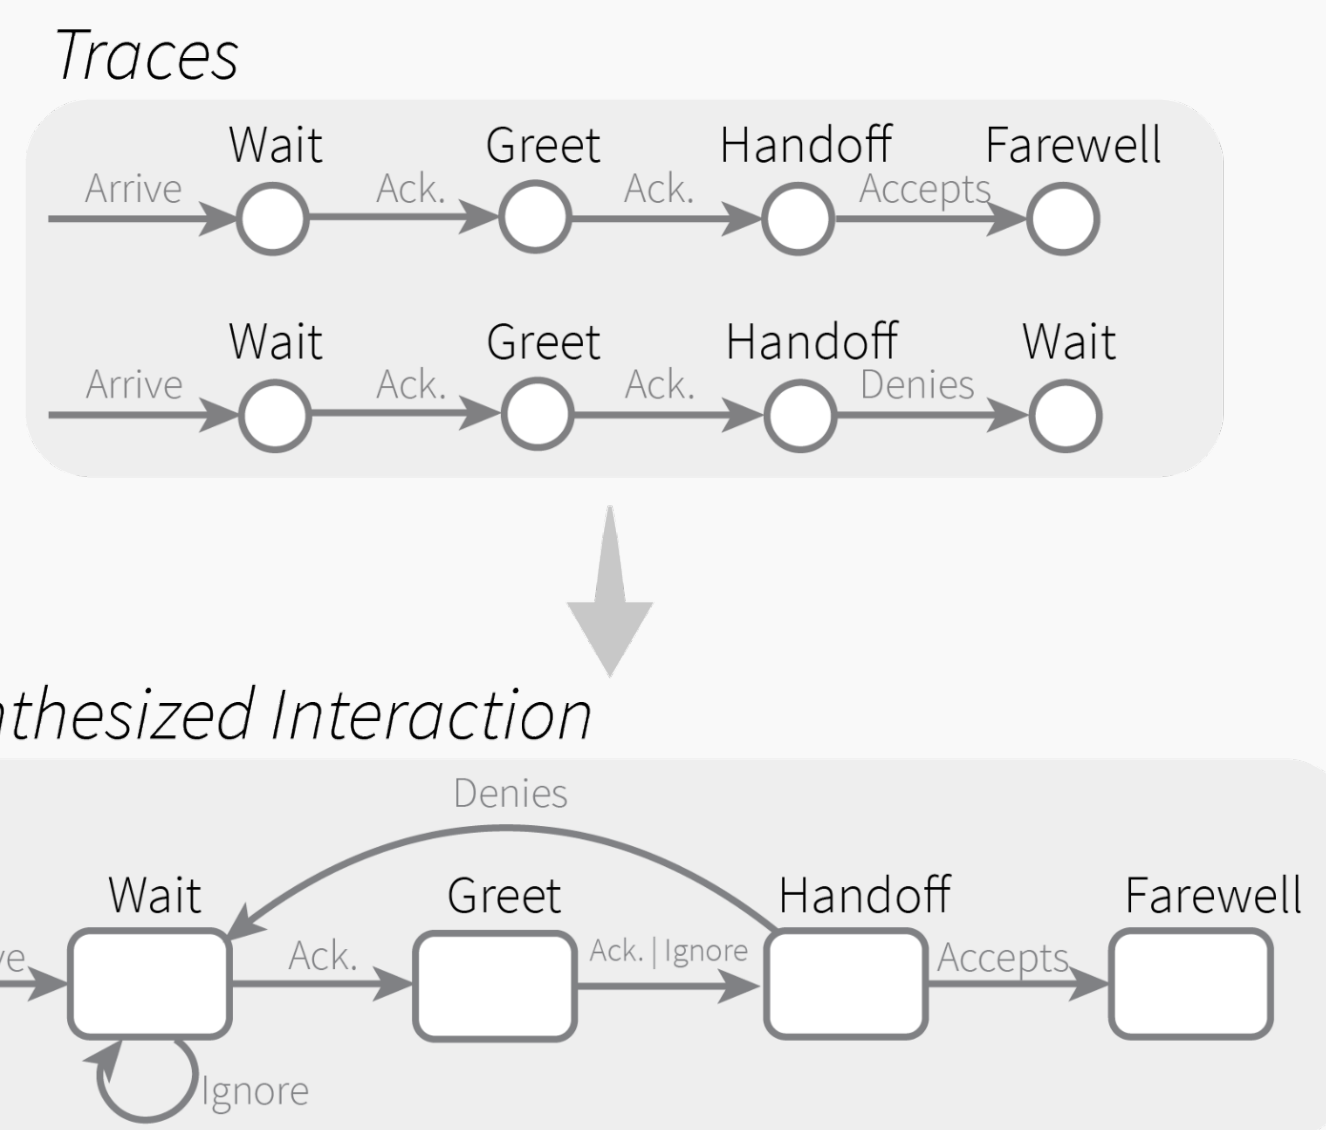 Traces
Wait Greet Handoff Farewell
Arrive Ack. Ack. Accepts
Wait Greet Handoff Wait
Arrive Ack. Ack. Denies
nthesized Interaction
Denies
Wait Greet Handoff Farewell
ve Ack. Ack. | Ignore Accepts
Ignore